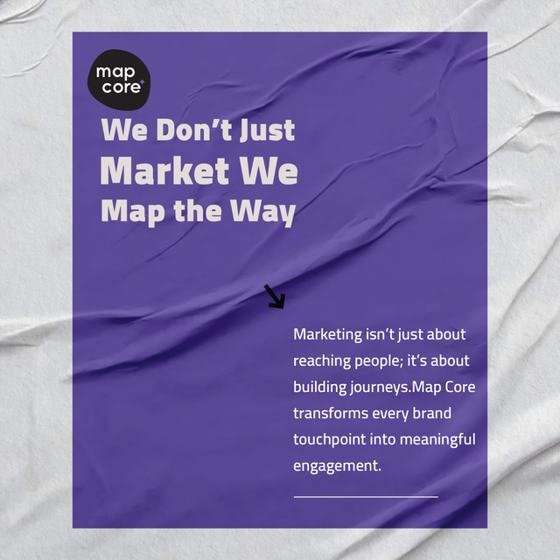 map
core
We Don't Just
Market We
Map the Way
Marketing isn't just about
reaching people; it's about
building journeys.Map Core
transforms every brand
touchpoint into meaningful
engagement.